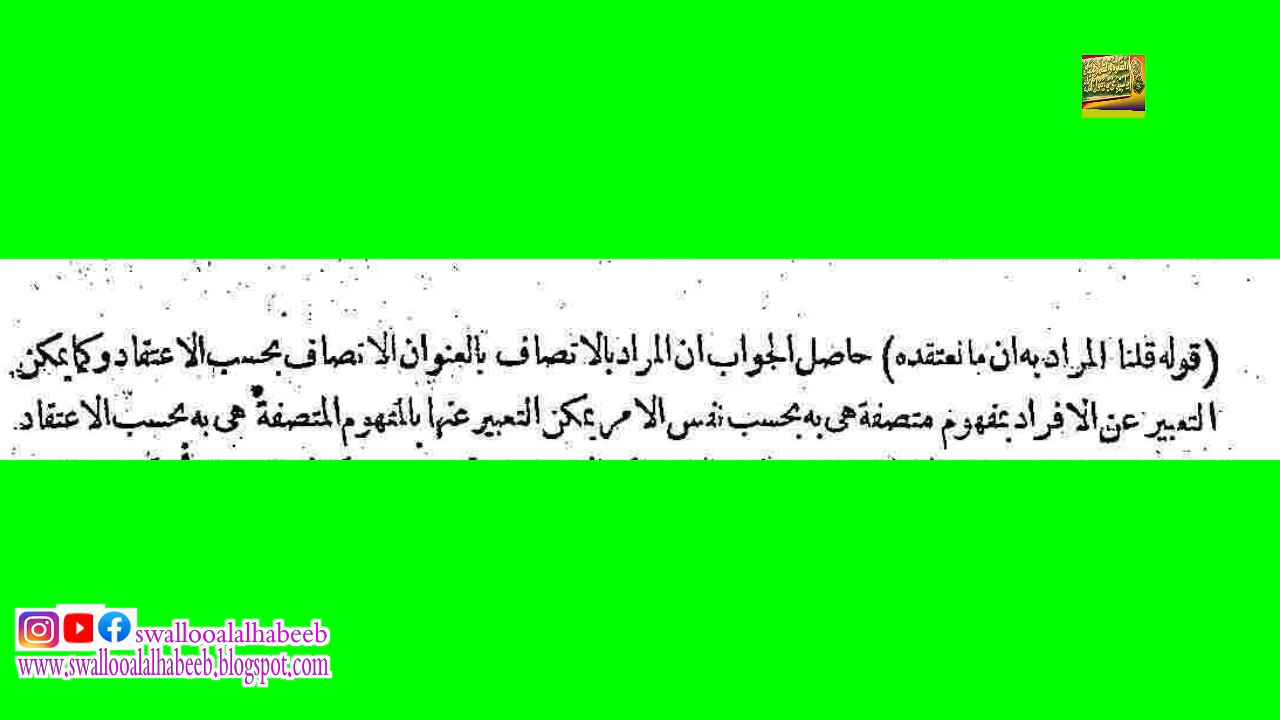 (قوله قلنا المراد به ان ما نعتقده) حاصل الجواب ان المراد بالاتصاف بالعنوان الاتصاف بحسب الاعتقاد وكما يمكن
التعبير عن الافراد بمفهوم متصفة هى به بحسب نفس الامر يمكن التعبير عنها بالمفهوم المتصفة هى به بحسب الاعتقاد
swallooalalhabeeb
www.swallooalalhabeeb.blogspot.com